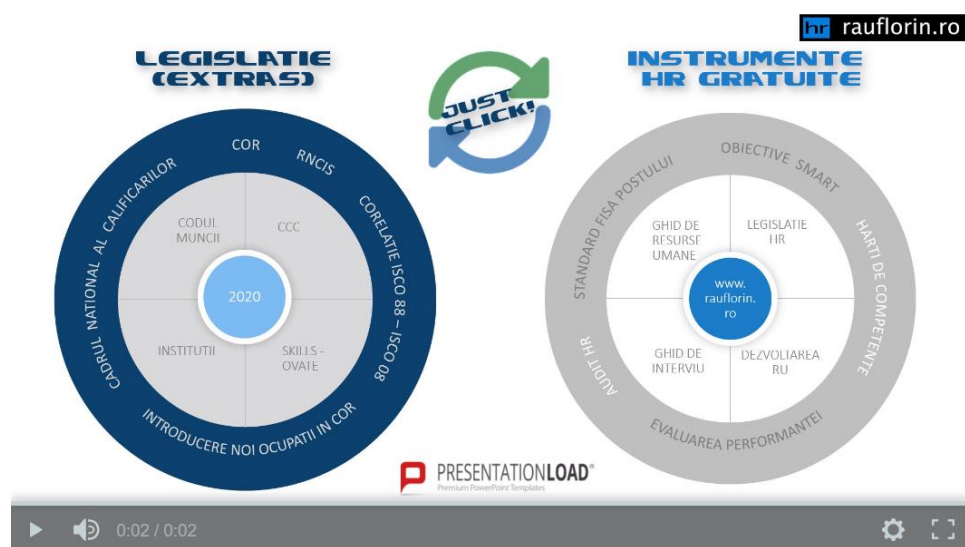 hr rauflorin.ro
LEGISLATIE
(EXTRAS)
JUST
CLICK!
INSTRUMENTE
HR GRATUITE
CADRUL NATIONAL AL CALIFICARILOR
COR
RNCIS
CORELATIE ISCO 88 – ISCO 08
INTRODUCERE NOI OCUPATII IN COR
CODUL
MUNCII
CCC
2020
INSTITUTII
SKILLS -
OVATE
STANDARD FISA POSTULUI
OBIECTIVE SMART
HARTI DE COMPETENTE
EVALUAREA PERFORMANTEI
AUDIT HR
GHID DE
RESURSE
UMANE
LEGISLATIE
HR
www.
rauflorin.
ro
GHID DE
INTERVIU
DEZVOLTAREA
RU
PRESENTATIONLOAD®
Premium PowerPoint Templates
0:02 / 0:02